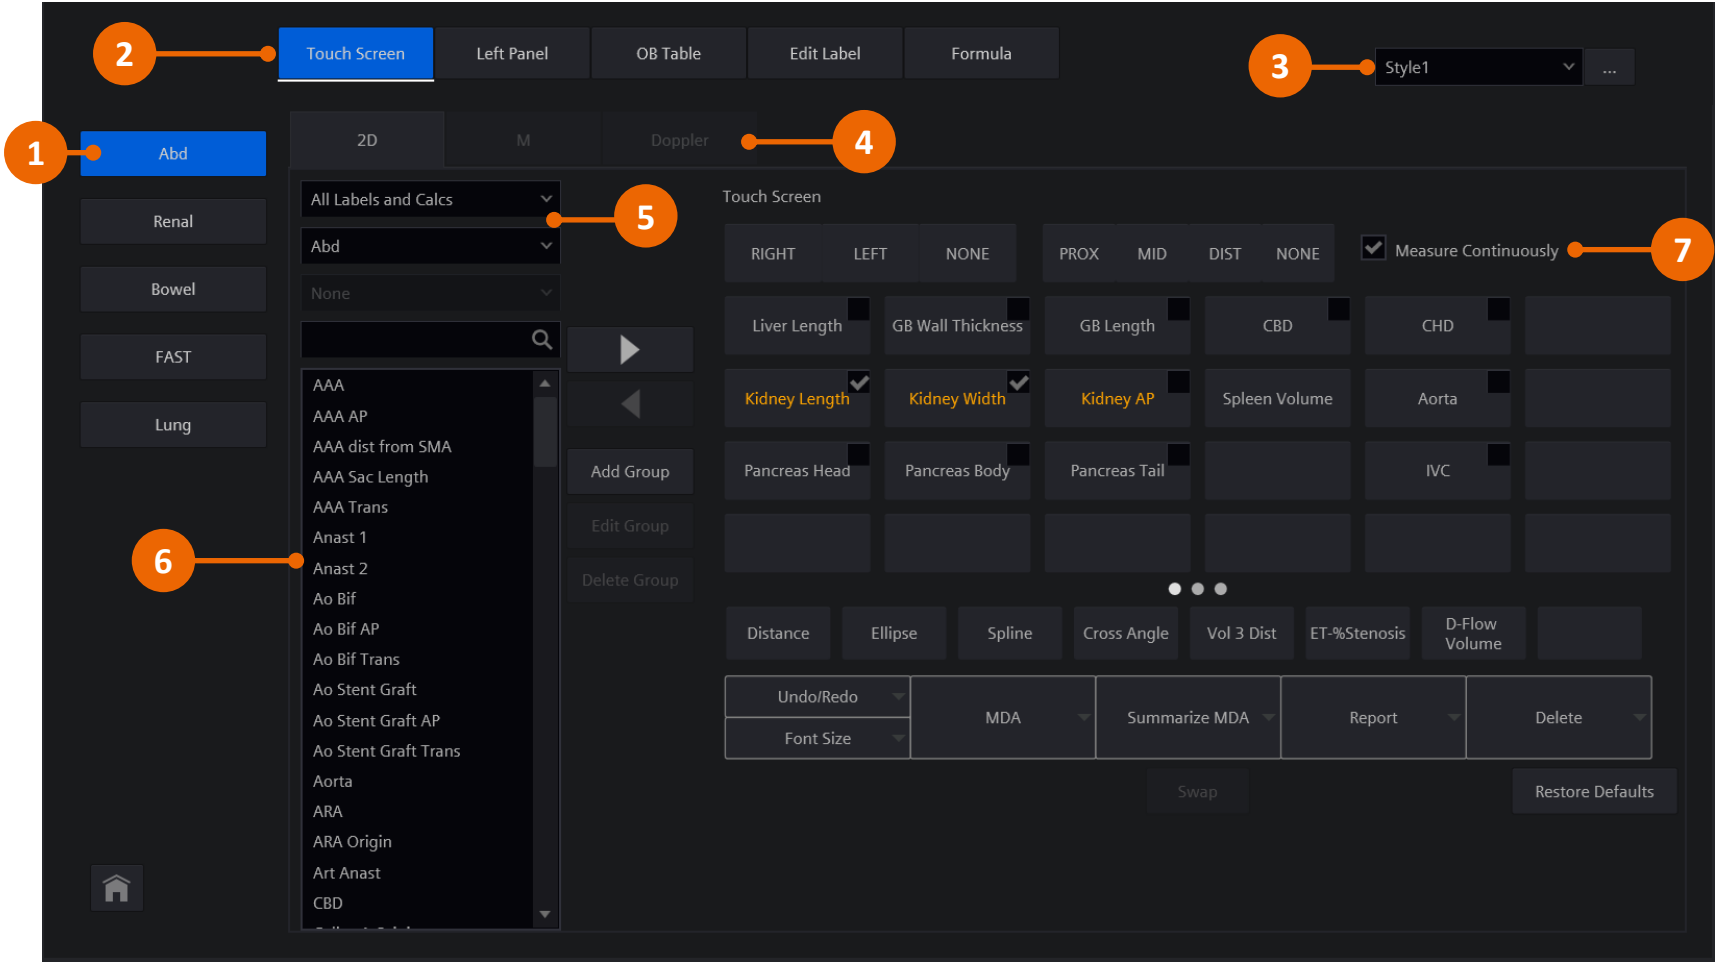 2
Touch Screen
Left Panel
OB Table
Edit Label
Formula
3
Style1
...
1
Abd
Renal
Bowel
FAST
Lung
2D
M
Doppler
4
All Labels and Calcs
Abd
None
5
AAA
AAA AP
AAA dist from SMA
AAA Sac Length
AAA Trans
Anast 1
Anast 2
Ao Bif
Ao Bif AP
Ao Bif Trans
Ao Stent Graft
Ao Stent Graft AP
Ao Stent Graft Trans
Aorta
ARA
ARA Origin
Art Anast
CBD
6
Add Group
Edit Group
Delete Group
Touch Screen
RIGHT LEFT NONE PROX MID DIST NONE
Measure Continuously
7
Liver Length GB Wall Thickness GB Length CBD CHD
Kidney Length Kidney Width Kidney AP Spleen Volume Aorta
Pancreas Head Pancreas Body Pancreas Tail IVC
Distance Ellipse Spline Cross Angle Vol 3 Dist ET-%Stenosis D-Flow
Volume
Undo/Redo
Font Size
MDA
Summarize MDA
Report
Delete
Swap
Restore Defaults